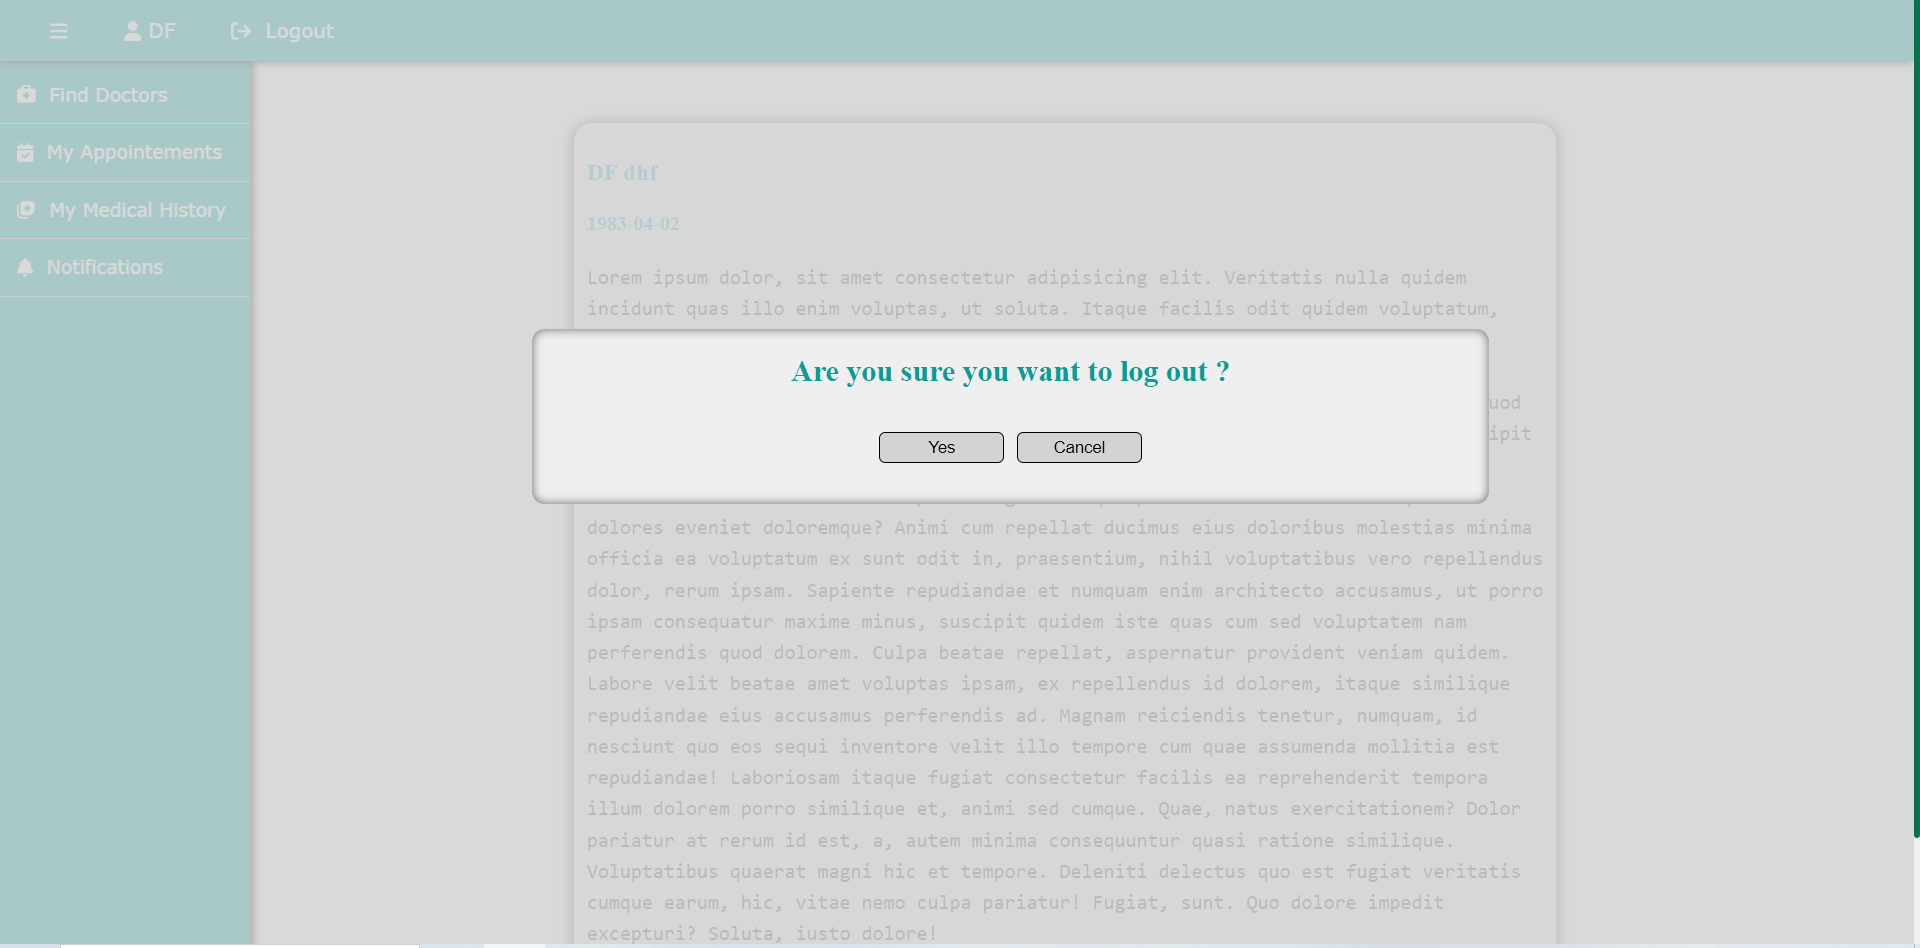 DF
Logout
Find Doctors
My Appointements
My Medical History
Notifications
DF dhf
1983-04-02
Lorem ipsum dolor, sit amet consectetur adipisicing elit. Veritatis nulla quidem
incidunt quas illo enim voluptas, ut soluta. Itaque facilis odit quidem voluptatum,
Are you sure you want to log out ?
Yes
Cancel
dolores eveniet doloremque? Animi cum repellat ducimus eius doloribus molestias minima
officia ea voluptatum ex sunt odit in, praesentium, nihil voluptatibus vero repellendus
dolor, rerum ipsam. Sapiente repudiandae et numquam enim architecto accusamus, ut porro
ipsam consequatur maxime minus, suscipit quidem iste quas cum sed voluptatem nam
perferendis quod dolorem. Culpa beatae repellat, aspernatur provident veniam quidem.
Labore velit beatae amet voluptas ipsam, ex repellendus id dolorem, itaque similique
repudiandae eius accusamus perferendis ad. Magnam reiciendis tenetur, numquam, id
nesciunt quo eos sequi inventore velit illo tempore cum quae assumenda mollitia est
repudiandae! Laboriosam itaque fugiat consectetur facilis ea reprehenderit tempora
illum dolorem porro similique et, animi sed cumque. Quae, natus exercitationem? Dolor
pariatur at rerum id est, a, autem minima consequuntur quasi ratione similique.
Voluptatibus quaerat magni hic et tempore. Deleniti delectus quo est fugiat veritatis
cumque earum, hic, vitae nemo culpa pariatur! Fugiat, sunt. Quo dolore impedit
excepturi? Soluta, iusto dolore!